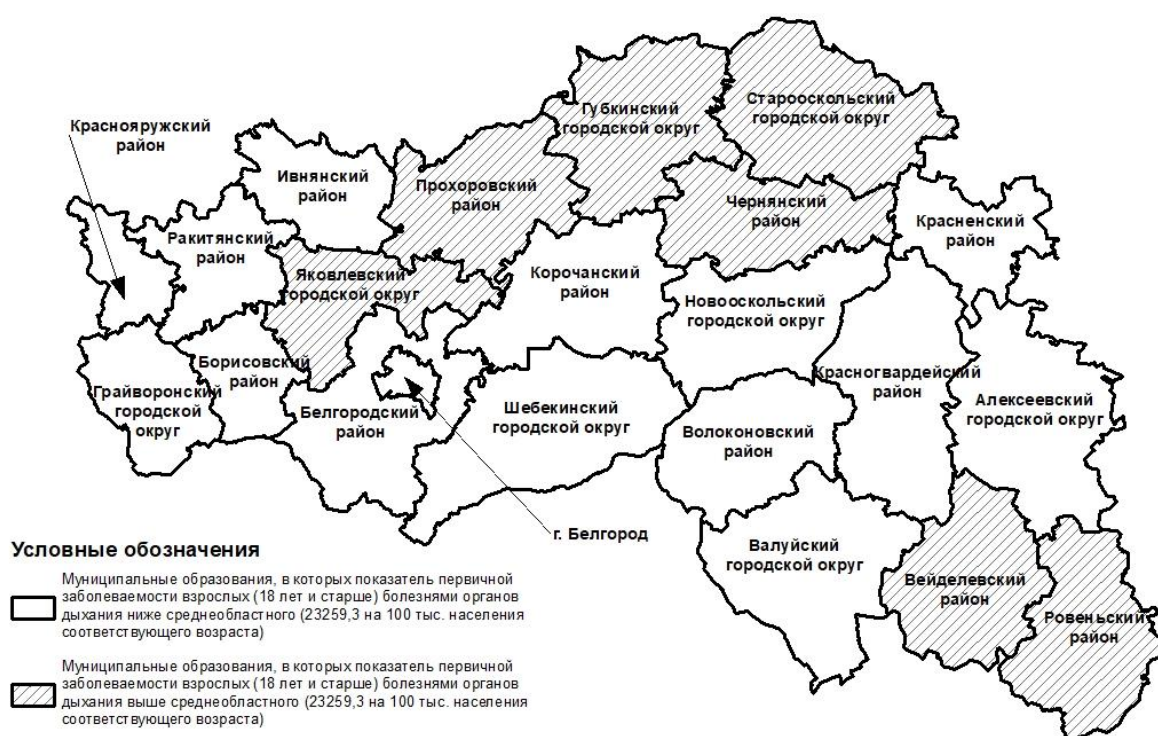 Губкинский
городской округ
Старооскольский
городской округ
Краснояружский
район
Ивнянский
район
Прохоровский
район
Чернянский
район
Красненский
район
Ракитянский
район
Яковлевский
городской округ
Корочанский
район
Новооскольский
городской округ
Борисовский
район
Грайворонский
городской
округ
Белгородский
район
Шебекинский
городской округ
Красногвардейский
район
Алексеевский
городской округ
Волоконовский
район
г. Белгород
Валуйский
городской округ
Вейделевский
район
Ровеньский
район
Условные обозначения
Муниципальные образования, в которых показатель первичной
заболеваемости взрослых (18 лет и старше) болезнями органов
дыхания ниже среднеобластного (23259,3 на 100 тыс. населения
соответствующего возраста)
Муниципальные образования, в которых показатель первичной
заболеваемости взрослых (18 лет и старше) болезнями органов
дыхания выше среднеобластного (23259,3 на 100 тыс. населения
соответствующего возраста)